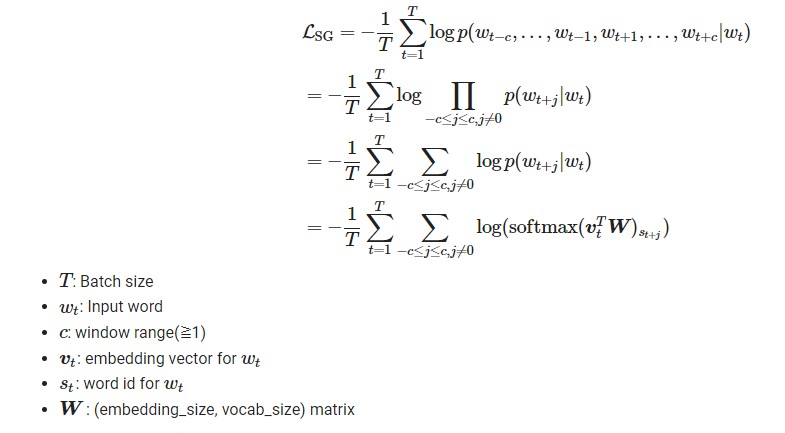 ℒ_SG = −1/T ∑_{t=1}^{T} log p(w_{t−c}, …, w_{t−1}, w_{t+1}, …, w_{t+c}|w_t)
= −1/T ∑_{t=1}^{T} log ∏_{−c≤j≤c,j≠0} p(w_{t+j}|w_t)
= −1/T ∑_{t=1}^{T} ∑_{−c≤j≤c,j≠0} log p(w_{t+j}|w_t)
= −1/T ∑_{t=1}^{T} ∑_{−c≤j≤c,j≠0} log(softmax(𝒗_t^T 𝑾)_{s_{t+j}})
• T: Batch size
• w_t: Input word
• c: window range(≧1)
• 𝒗_t: embedding vector for w_t
• s_t: word id for w_t
• 𝑾 : (embedding_size, vocab_size) matrix